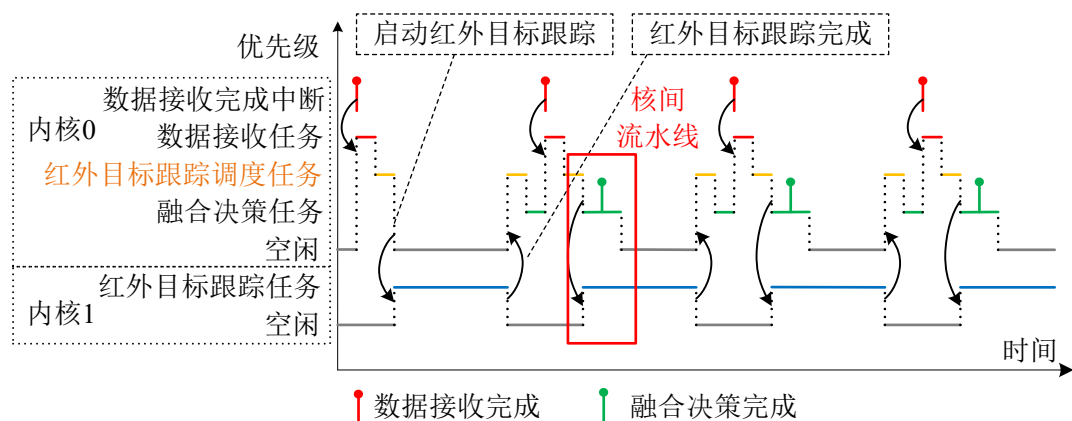 优先级
启动红外目标跟踪
红外目标跟踪完成
内核0
数据接收完成中断
数据接收任务
红外目标跟踪调度任务
融合决策任务
空闲
核间
流水线
内核1
红外目标跟踪任务
空闲
时间
数据接收完成
融合决策完成